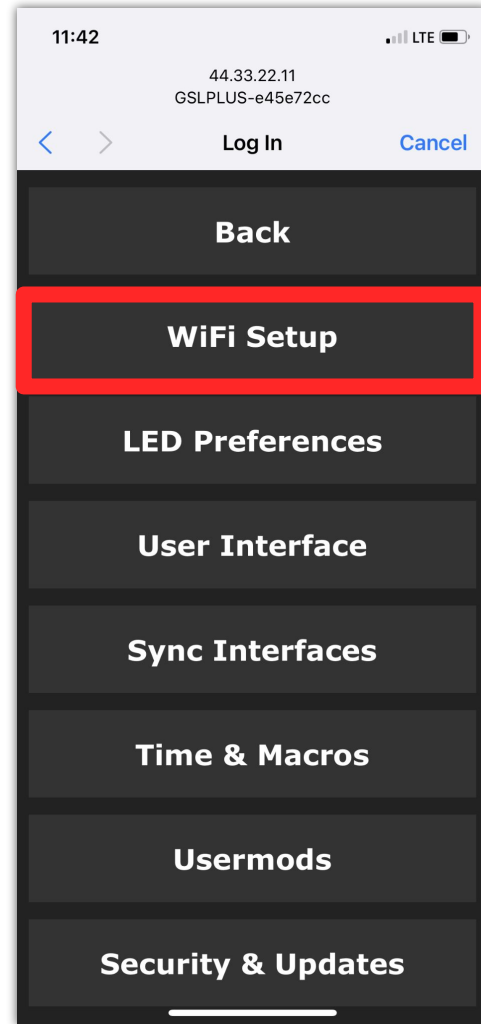 11:42
LTE
44.33.22.11
GSLPLUS-e45e72cc
Log In
Cancel
Back
WiFi Setup
LED Preferences
User Interface
Sync Interfaces
Time & Macros
Usermods
Security & Updates